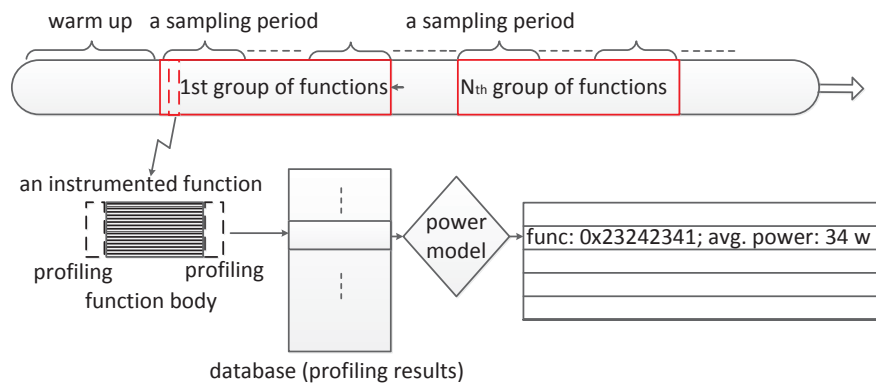 warm up
a sampling period
a sampling period
1st group of functions
Nth group of functions
an instrumented function
profiling
profiling
function body
database (profiling results)
power
model
func: 0x23242341; avg. power: 34 w